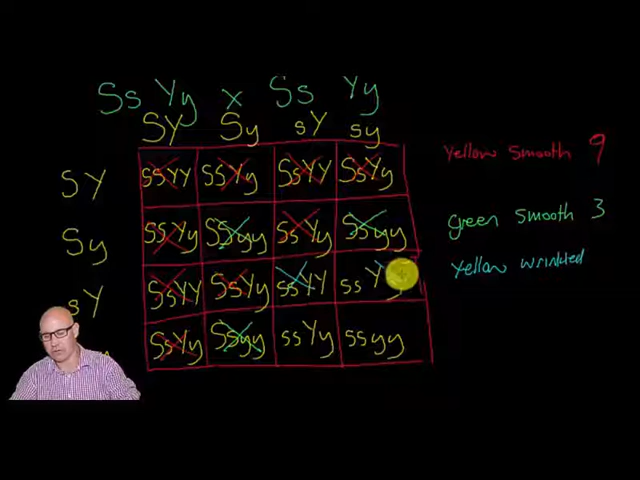 Ss Yy x Ss Yy
SY Sy sY sy
SY SSYY SSYy SsYY SsYy Yellow smooth 9
Sy SSYy SSyy SsYy Ssyy green smooth 3
sY SsYY SsYy ssYY ssY yellow wrinkled
SsYy Ssyy ssYy ssyy